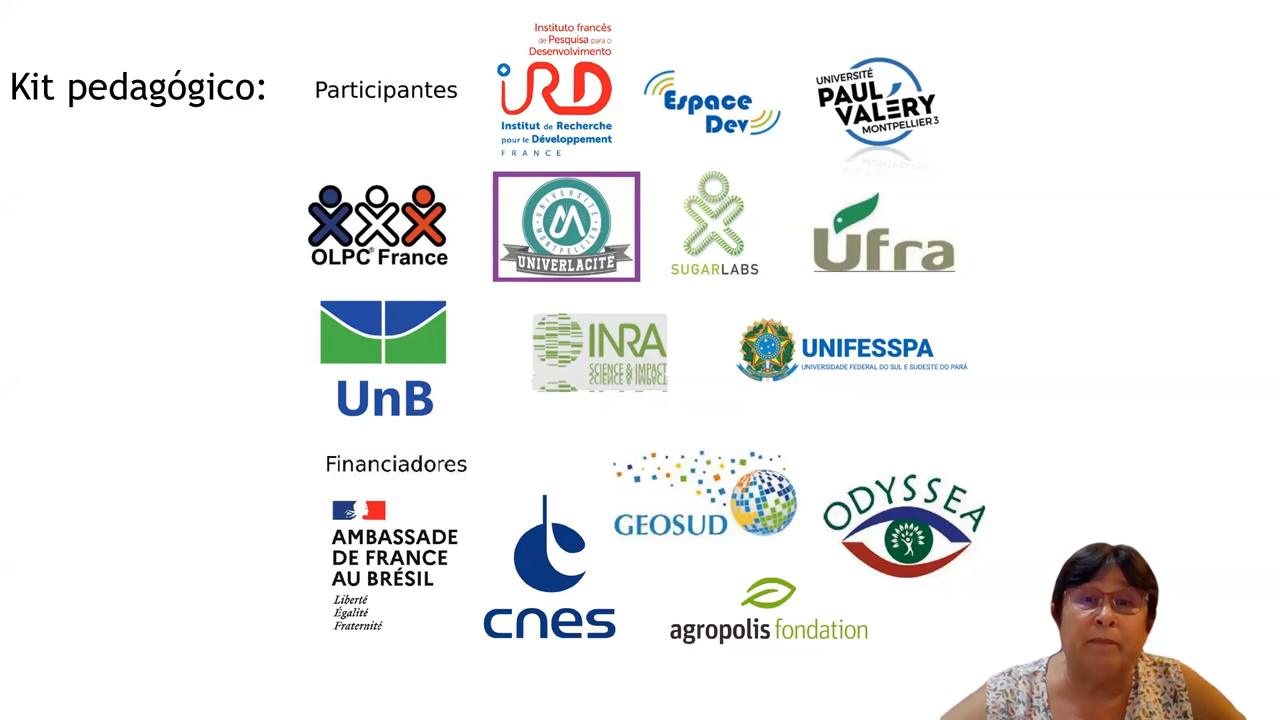 Kit pedagógico:
Participantes
Instituto francês
de Pesquisa para o
Desenvolvimento
iRD
Institut de Recherche
pour le Développement
FRANCE
Espace
Dev
UNIVERSITÉ
PAUL
VALÉRY
MONTPELLIER 3
OLPC France
UNIVERSITÉ
MONTPELLIER
UNIVERLACITÉ
SUGARLABS
Ufra
UnB
INRA
SCIENCE & IMPACT
UNIFESSPA
UNIVERSIDADE FEDERAL DO SUL E SUDESTE DO PARÁ
Financiadores
AMBASSADE
DE FRANCE
AU BRÉSIL
Liberté
Égalité
Fraternité
cnes
GEOSUD
ODYSSEA
agropolis fondation